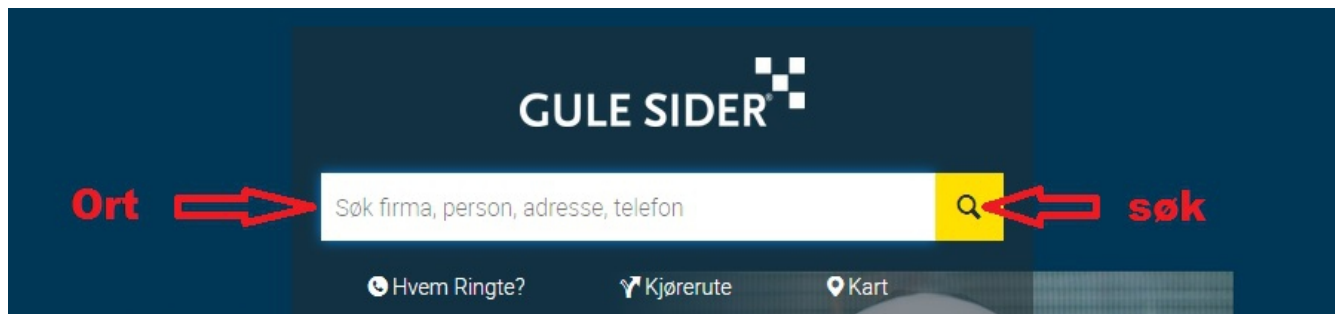 GULE SIDER®
Ort Søk firma, person, adresse, telefon søk
Hvem Ringte? Kjørerute Kart